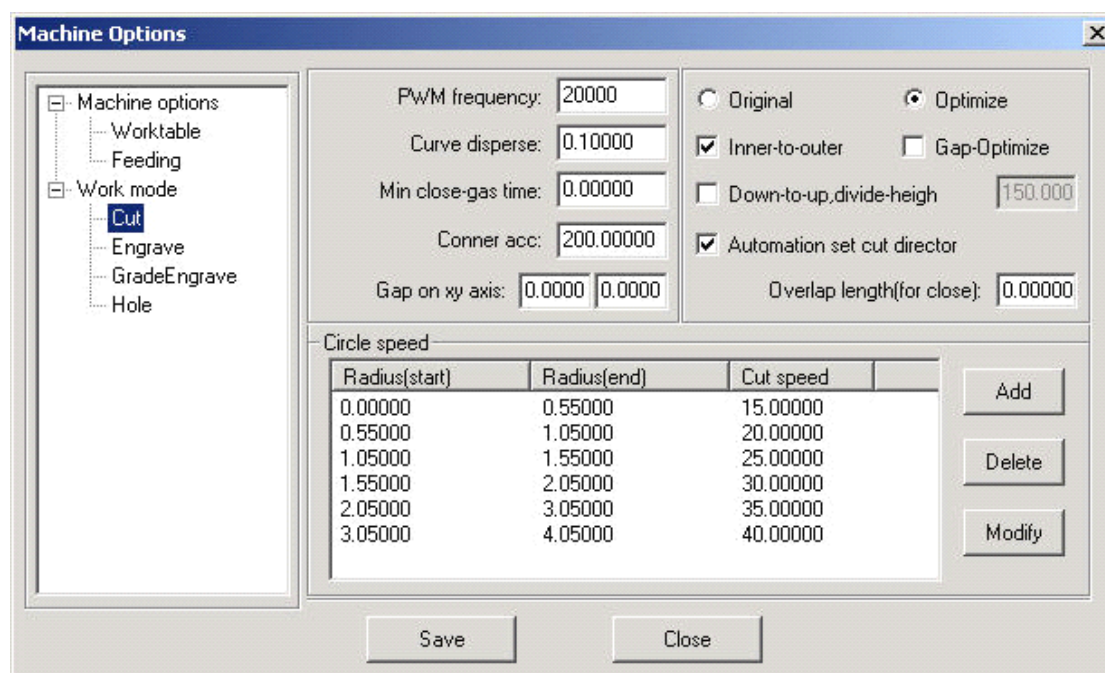 Machine Options
Machine options
Worktable
Feeding
Work mode
Cut
Engrave
GradeEngrave
Hole
PWM frequency: 20000
Curve disperse: 0.10000
Min close-gas time: 0.00000
Conner acc: 200.00000
Gap on xy axis: 0.0000 0.0000
Original Optimize
Inner-to-outer Gap-Optimize
Down-to-up,divide-heigh 150.000
Automation set cut director
Overlap length(for close): 0.00000
Circle speed
Radius(start) Radius(end) Cut speed
0.00000 0.55000 15.00000
0.55000 1.05000 20.00000
1.05000 1.55000 25.00000
1.55000 2.05000 30.00000
2.05000 3.05000 35.00000
3.05000 4.05000 40.00000
Add
Delete
Modify
Save Close